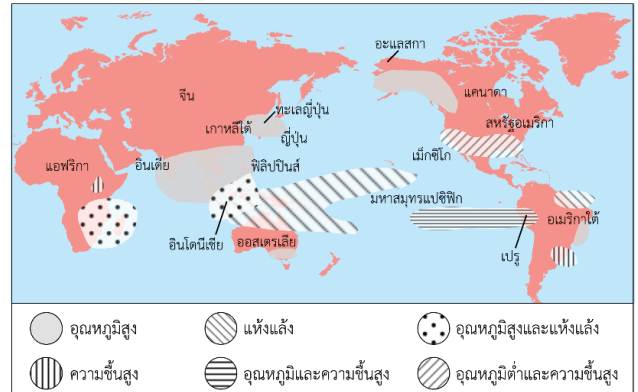 อะแลสกา
แคนาดา
จีน
ทะเลญี่ปุ่น
เกาหลีใต้
ญี่ปุ่น
สหรัฐอเมริกา
เม็กซิโก
แอฟริกา
อินเดีย
ฟิลิปปินส์
มหาสมุทรแปซิฟิก
อเมริกาใต้
อินโดนีเซีย
ออสเตรเลีย
เปรู
อุณหภูมิสูง
แห้งแล้ง
อุณหภูมิสูงและแห้งแล้ง
ความชื้นสูง
อุณหภูมิและความชื้นสูง
อุณหภูมิต่ำและความชื้นสูง